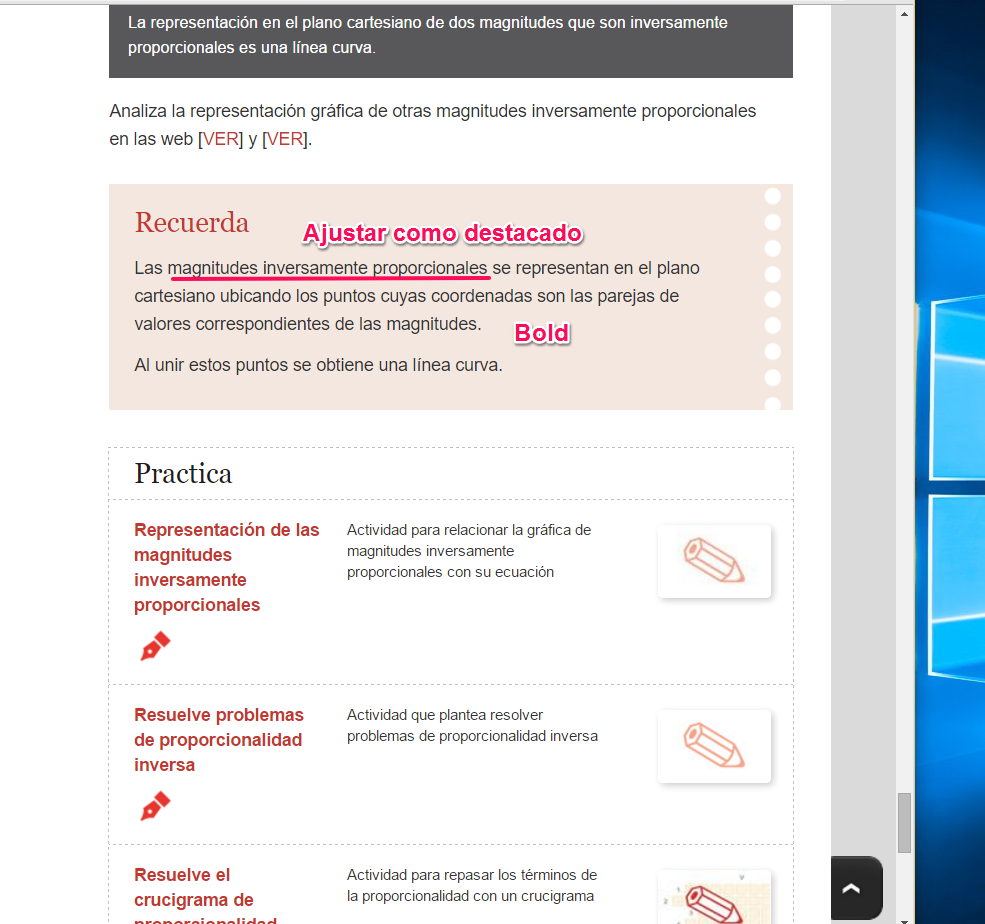 La representación en el plano cartesiano de dos magnitudes que son inversamente
proporcionales es una línea curva.
Analiza la representación gráfica de otras magnitudes inversamente proporcionales
en las web [VER] y [VER].
Recuerda
Ajustar como destacado
Las magnitudes inversamente proporcionales se representan en el plano
cartesiano ubicando los puntos cuyas coordenadas son las parejas de
valores correspondientes de las magnitudes.
Bold
Al unir estos puntos se obtiene una línea curva.
Practica
Representación de las
magnitudes
inversamente
proporcionales
Actividad para relacionar la gráfica de
magnitudes inversamente
proporcionales con su ecuación
Resuelve problemas
de proporcionalidad
inversa
Actividad que plantea resolver
problemas de proporcionalidad inversa
Resuelve el
crucigrama de
proporcionalidad
Actividad para repasar los términos de
la proporcionalidad con un crucigrama